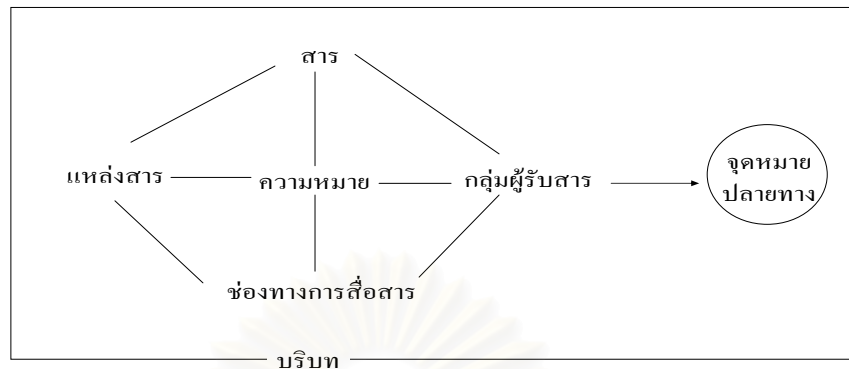 สาร
แหล่งสาร
ความหมาย
กลุ่มผู้รับสาร
จุดหมาย
ปลายทาง
ช่องทางการสื่อสาร
บริบท